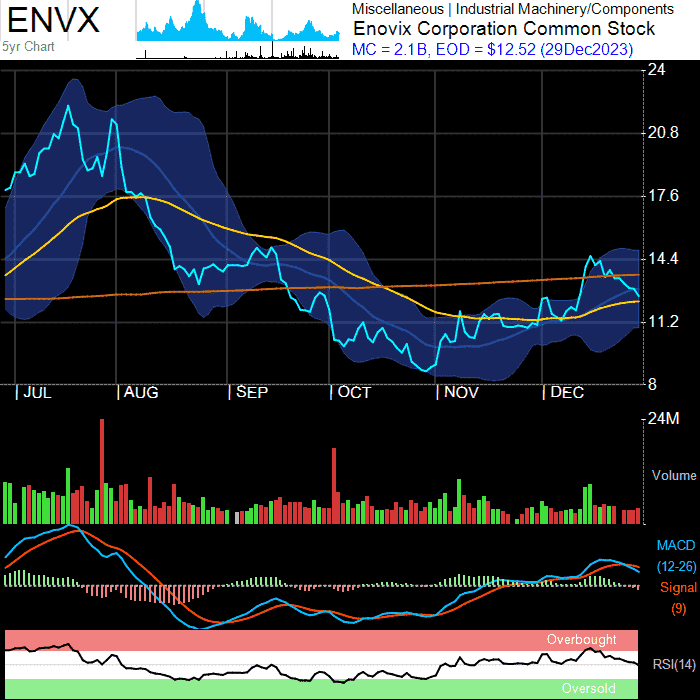 ENVX
5yr Chart
Miscellaneous | Industrial Machinery/Components
Enovix Corporation Common Stock
MC = 2.1B, EOD = $12.52 (29Dec2023)
24
20.8
17.6
14.4
11.2
8
| JUL | AUG | SEP | OCT | NOV | DEC
24M
Volume
MACD
(12-26)
Signal
(9)
Overbought
RSI(14)
Oversold